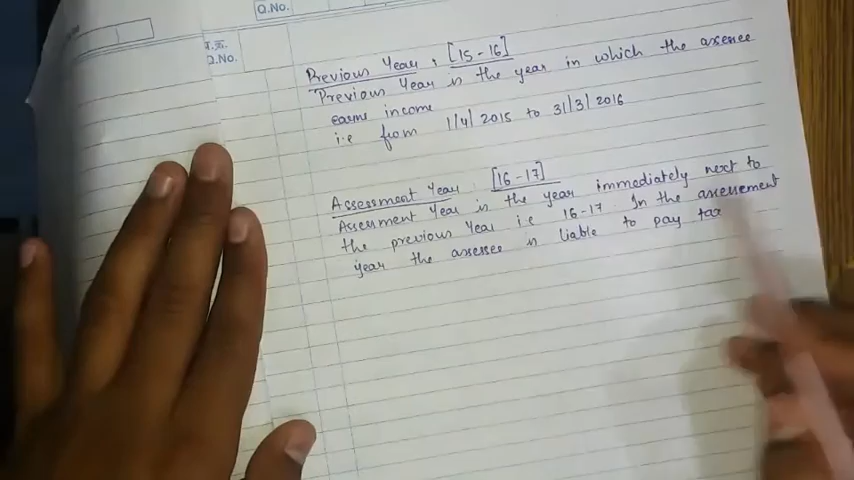 Q.No.
प्र.क्र.
Q.No.
Previous Year : [15-16]
Previous Year is the year in which the assesee
earns income
i.e from 1/4/2015 to 31/3/2016
Assessment Year : [16-17]
Assessment Year is the year immediately next to
the previous year i.e 16-17. In the assessement
year the assesee is liable to pay tax